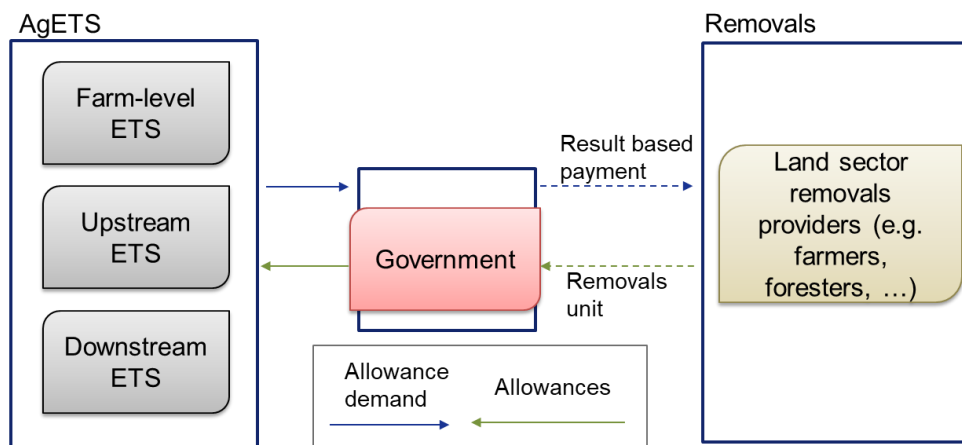 AgETS
Farm-level
ETS
Upstream
ETS
Downstream
ETS
Result based
payment
Government
Removals
unit
Allowance
demand
Allowances
Removals
Land sector
removals
providers (e.g.
farmers,
foresters, …)